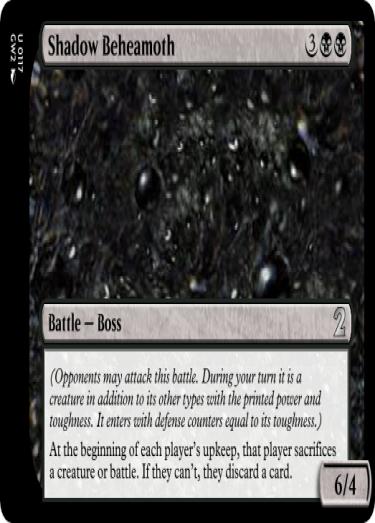 U 0117
GW2
Shadow Beheamoth 3
Battle – Boss
2
(Opponents may attack this battle. During your turn it is a
creature in addition to its other types with the printed power and
toughness. It enters with defense counters equal to its toughness.)
At the beginning of each player's upkeep, that player sacrifices
a creature or battle. If they can't, they discard a card.
6/4